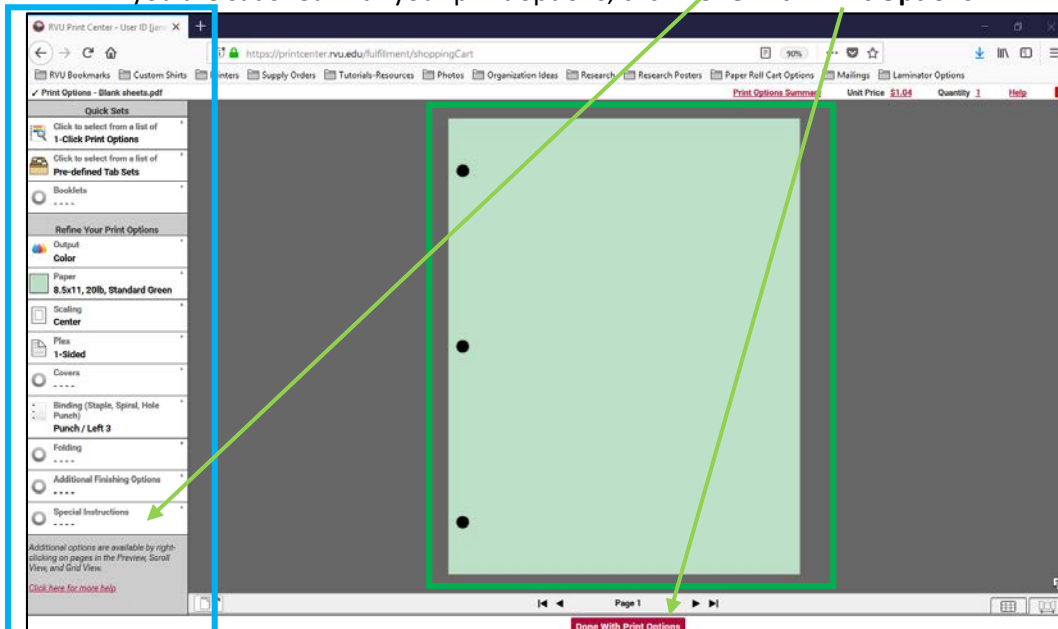 RVU Print Center - User ID [jam
https://printcenter.rvu.edu/fulfillment/shoppingCart
90%
RVU Bookmarks Custom Shirts Printers Supply Orders Tutorials-Resources Photos Organization Ideas Research Research Posters Paper Roll Cart Options Mailings Laminator Options
✓ Print Options - Blank sheets.pdf Print Options Summary Unit Price $1.04 Quantity 1 Help
Quick Sets
Click to select from a list of
1-Click Print Options
Click to select from a list of
Pre-defined Tab Sets
Booklets
----
Refine Your Print Options
Output
Color
Paper
8.5x11, 20lb, Standard Green
Scaling
Center
Plex
1-Sided
Covers
----
Binding (Staple, Spiral, Hole
Punch)
Punch / Left 3
Folding
----
Additional Finishing Options
----
Special Instructions
----
Additional options are available by right-
clicking on pages in the Preview, Scroll
View, and Grid View.
Click here for more help
Page 1
Done With Print Options